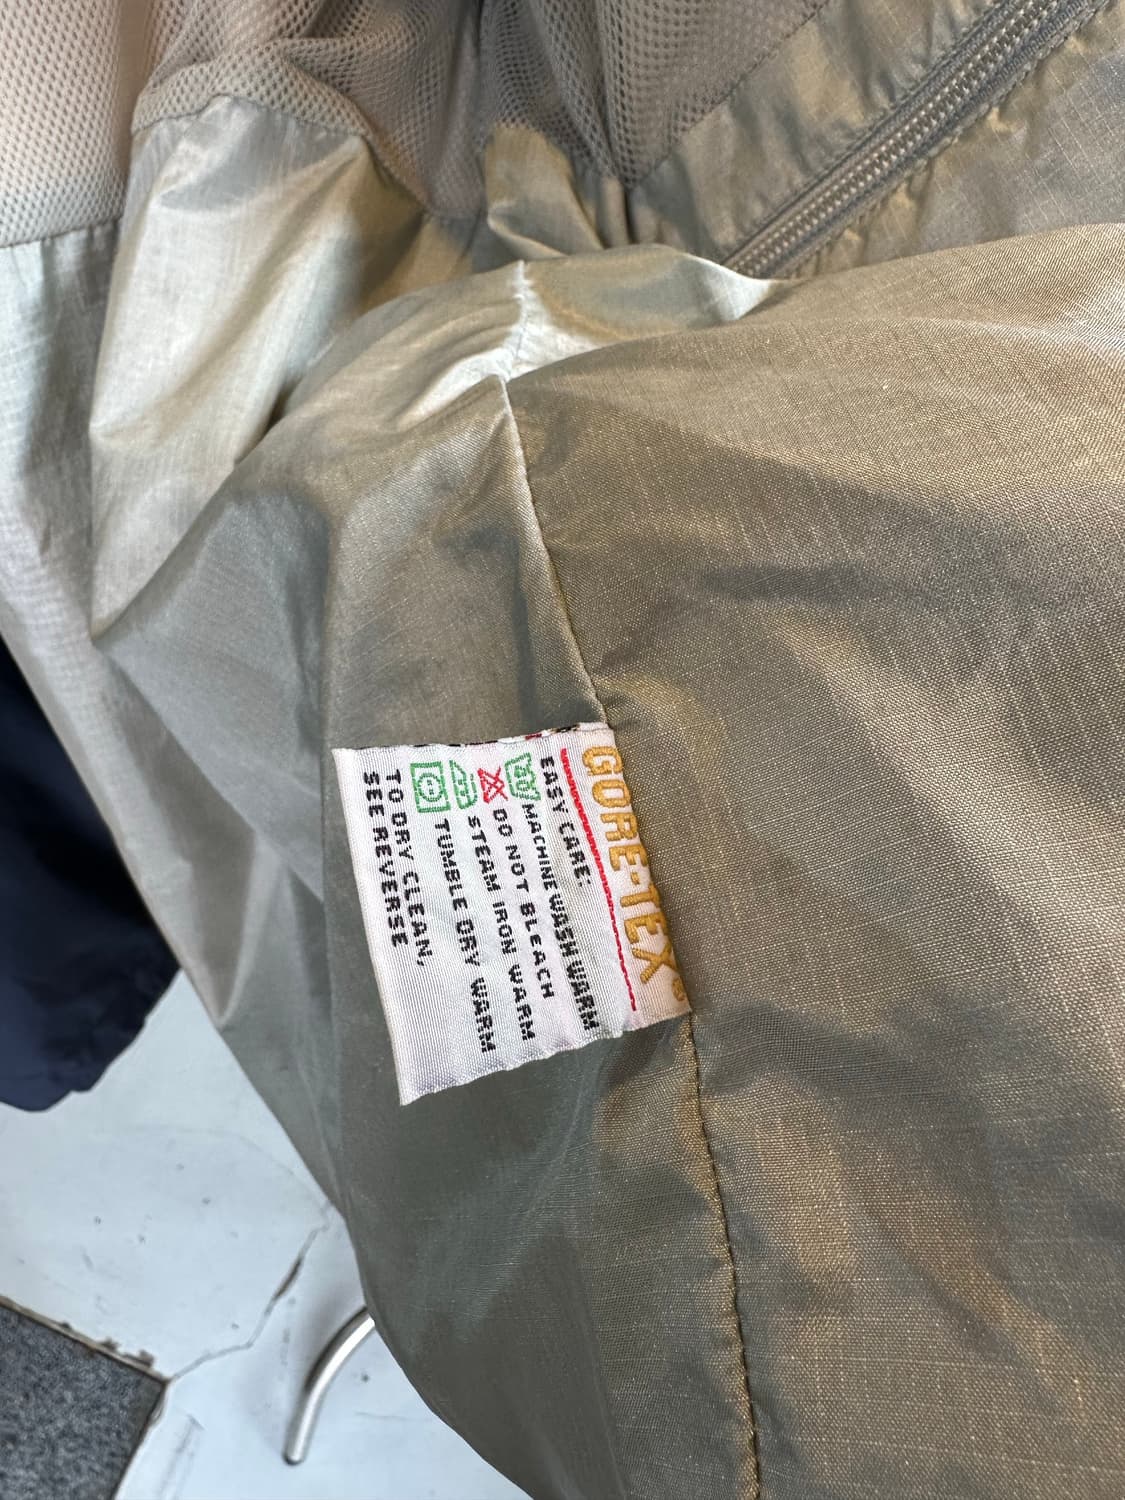 GORE-TEX®
EASY CARE:
MACHINE WASH WARM
DO NOT BLEACH
STEAM IRON WARM
TUMBLE DRY WARM
TO DRY CLEAN,
SEE REVERSE